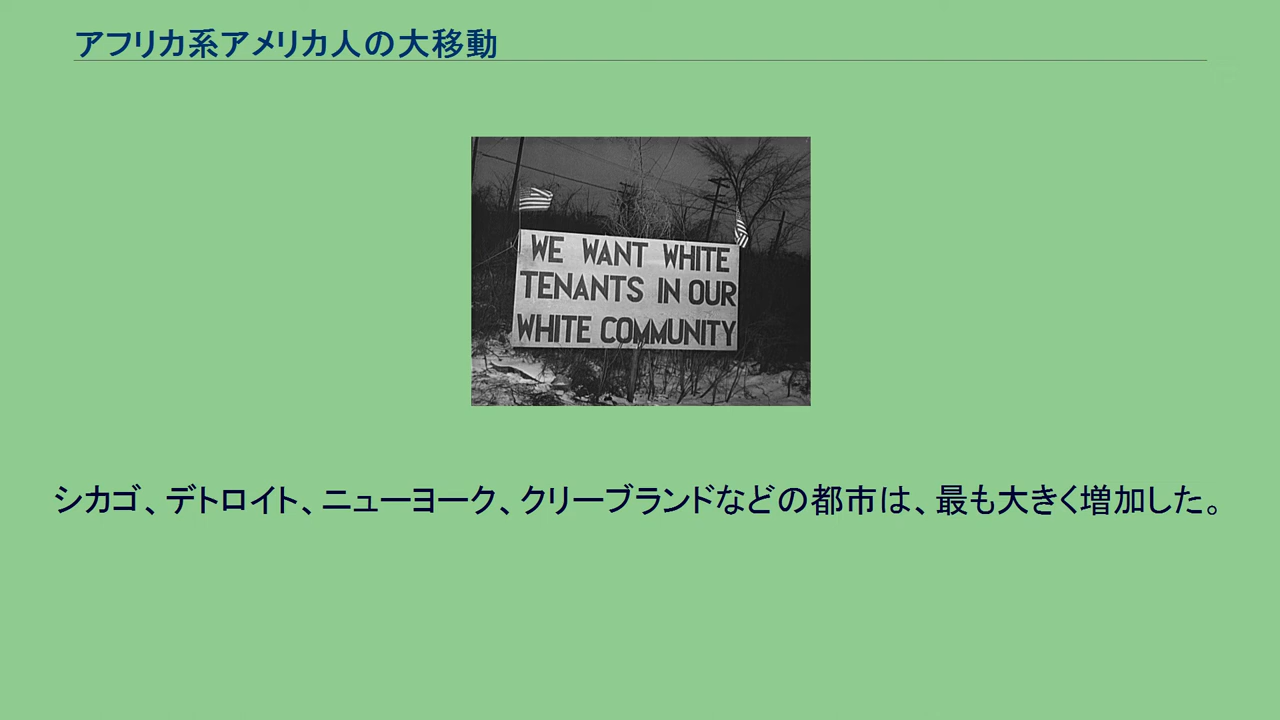 アフリカ系アメリカ人の大移動
WE WANT WHITE
TENANTS IN OUR
WHITE COMMUNITY
シカゴ、デトロイト、ニューヨーク、クリーブランドなどの都市は、最も大きく増加した。